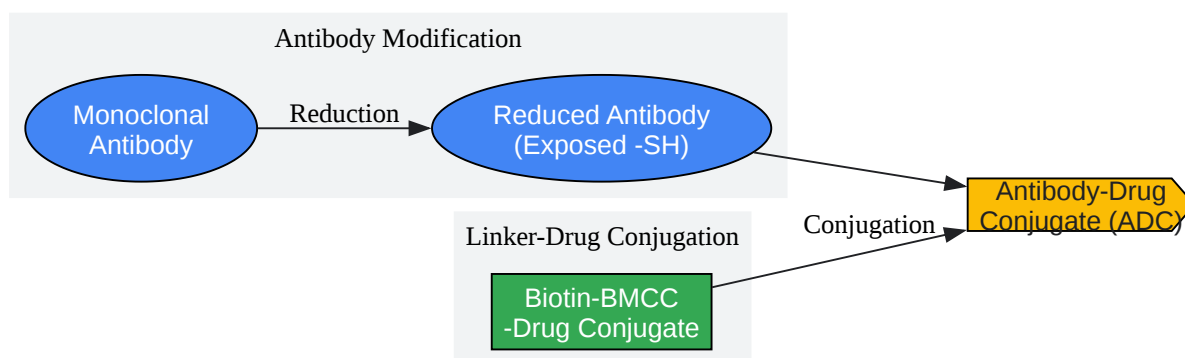 Antibody Modification
Monoclonal
Antibody
Reduction
Reduced Antibody
(Exposed -SH)
Antibody-Drug
Conjugate (ADC)
Conjugation
Linker-Drug Conjugation
Biotin-BMCC
-Drug Conjugate